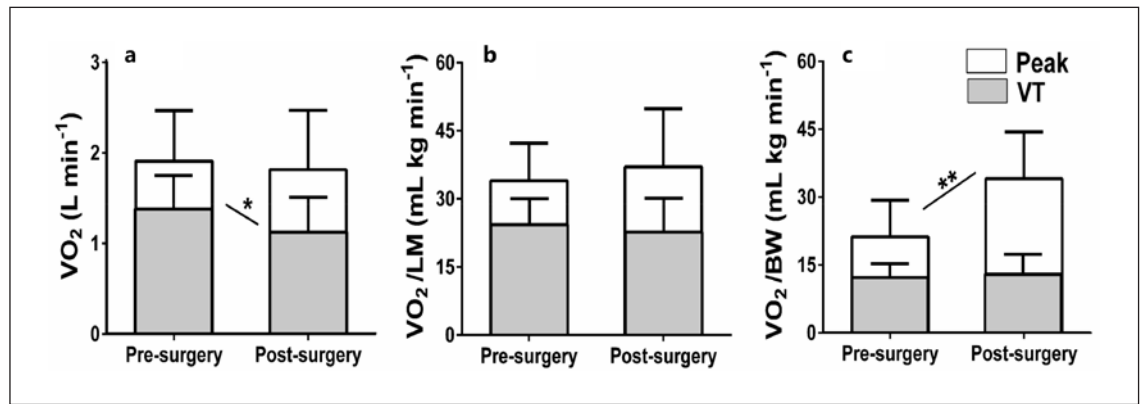 a
VO₂ (L min⁻¹)
3
2
1
0
*
Pre-surgery Post-surgery
b
VO₂ /LM (mL kg min⁻¹)
60
45
30
15
0
Pre-surgery Post-surgery
c
VO₂ /BW (mL kg min⁻¹)
60
45
30
15
0
**
Peak
VT
Pre-surgery Post-surgery